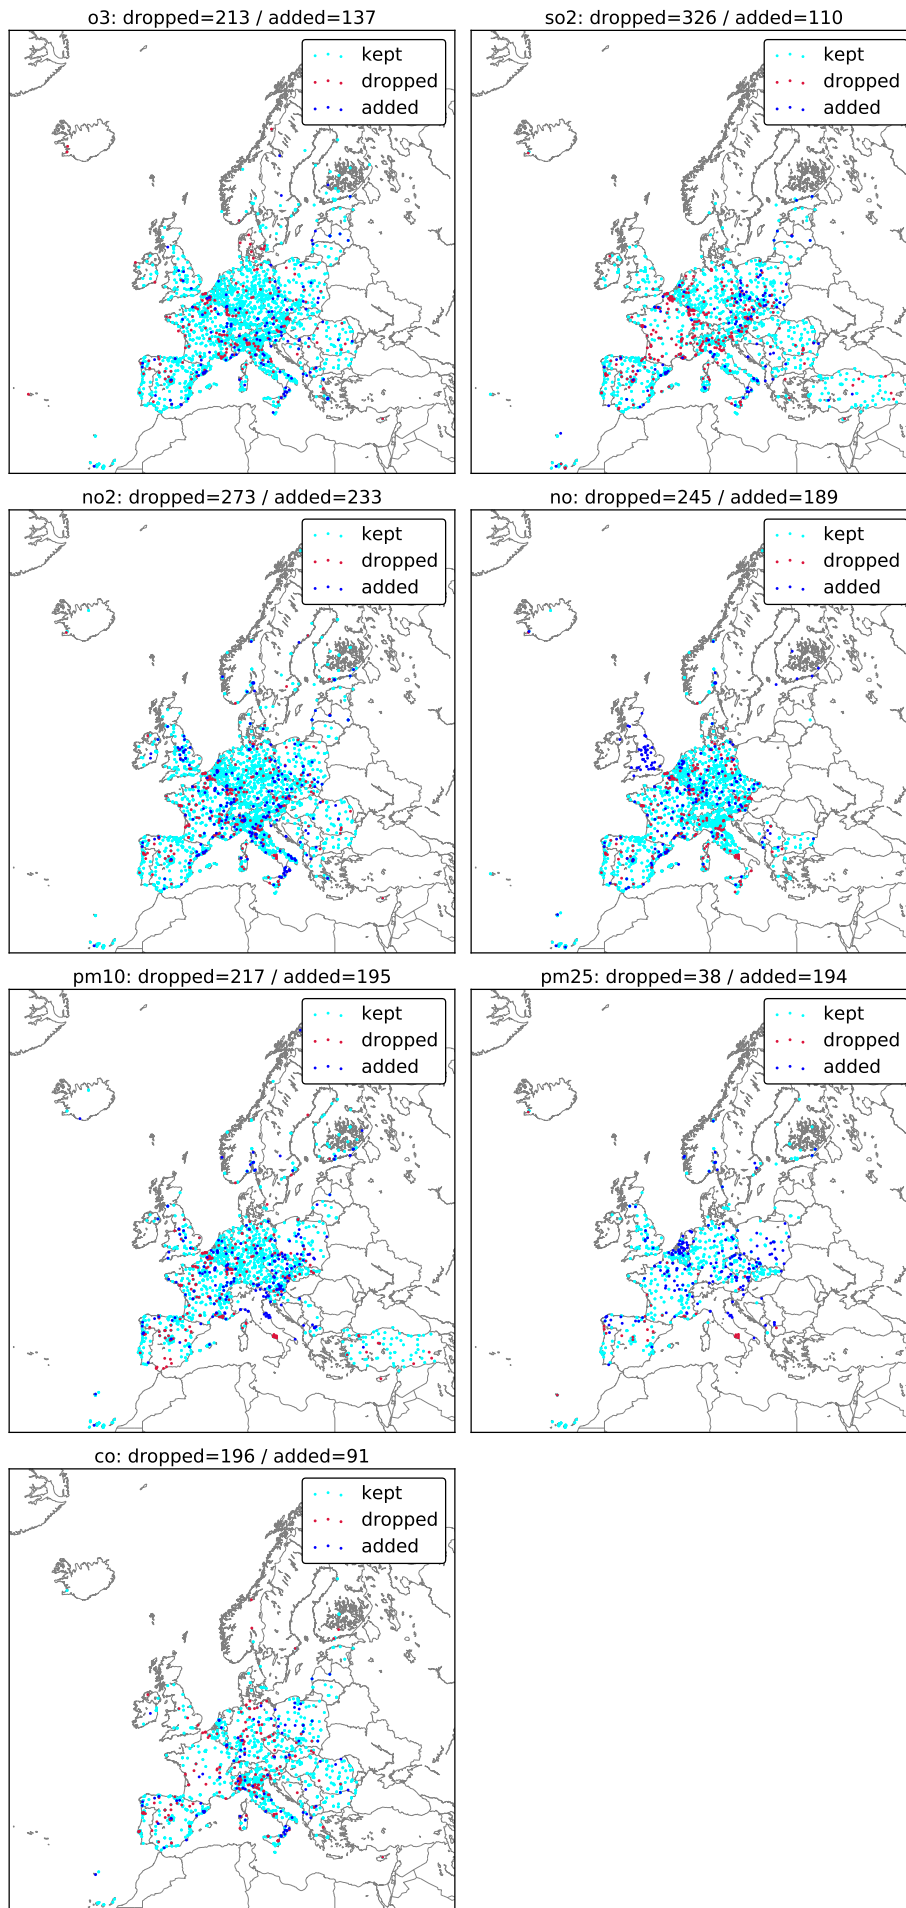 o3: dropped=213 / added=137
kept
dropped
added
so2: dropped=326 / added=110
kept
dropped
added
no2: dropped=273 / added=233
kept
dropped
added
no: dropped=245 / added=189
kept
dropped
added
pm10: dropped=217 / added=195
kept
dropped
added
pm25: dropped=38 / added=194
kept
dropped
added
co: dropped=196 / added=91
kept
dropped
added